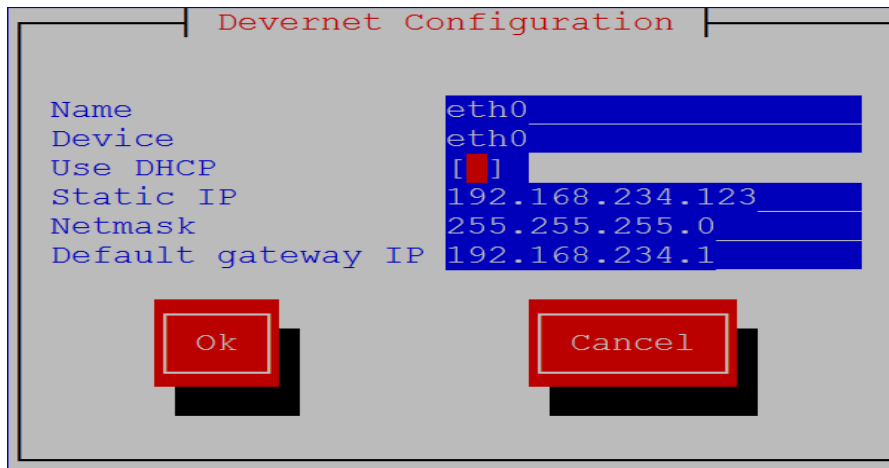 Devernet Configuration
Name eth0
Device eth0
Use DHCP [ ]
Static IP 192.168.234.123
Netmask 255.255.255.0
Default gateway IP 192.168.234.1
Ok Cancel